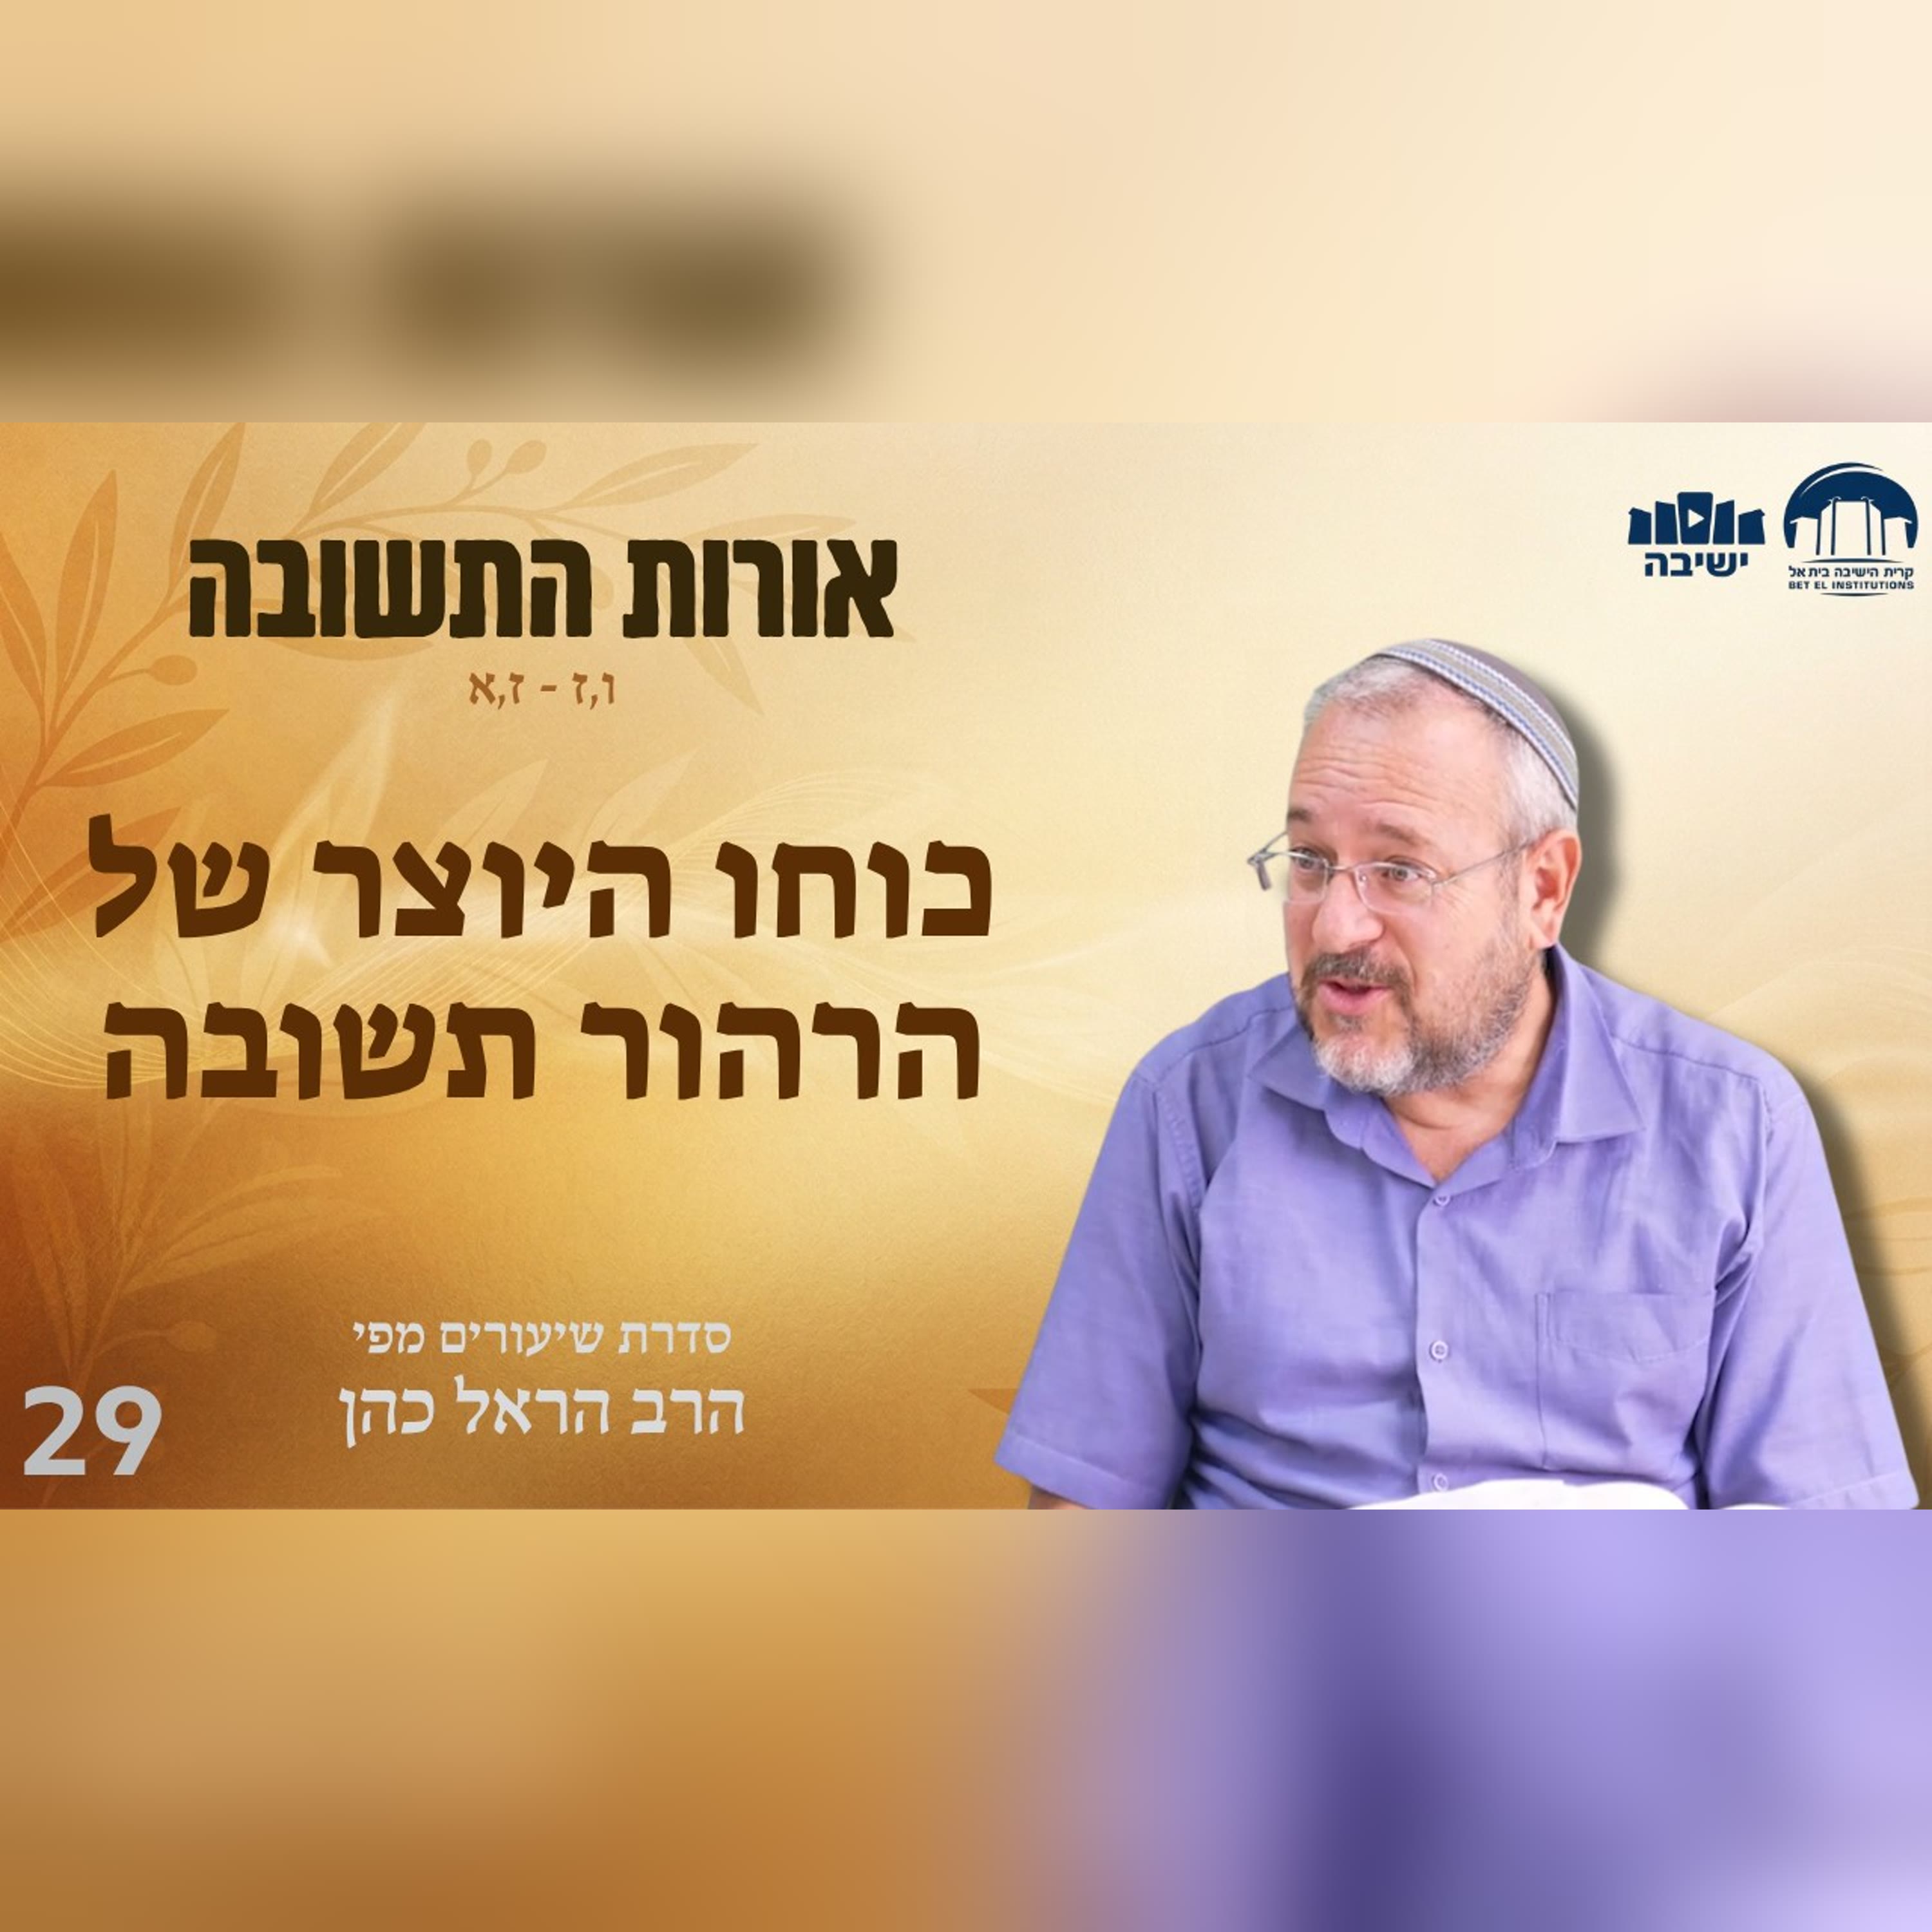 אורות התשובה
ו,ז - ז,א
כוחו היוצר של
הרהור תשובה
סדרת שיעורים מפי
הרב הראל כהן
29
ישיבה
קרית הישיבה בית אל
BET EL INSTITUTIONS